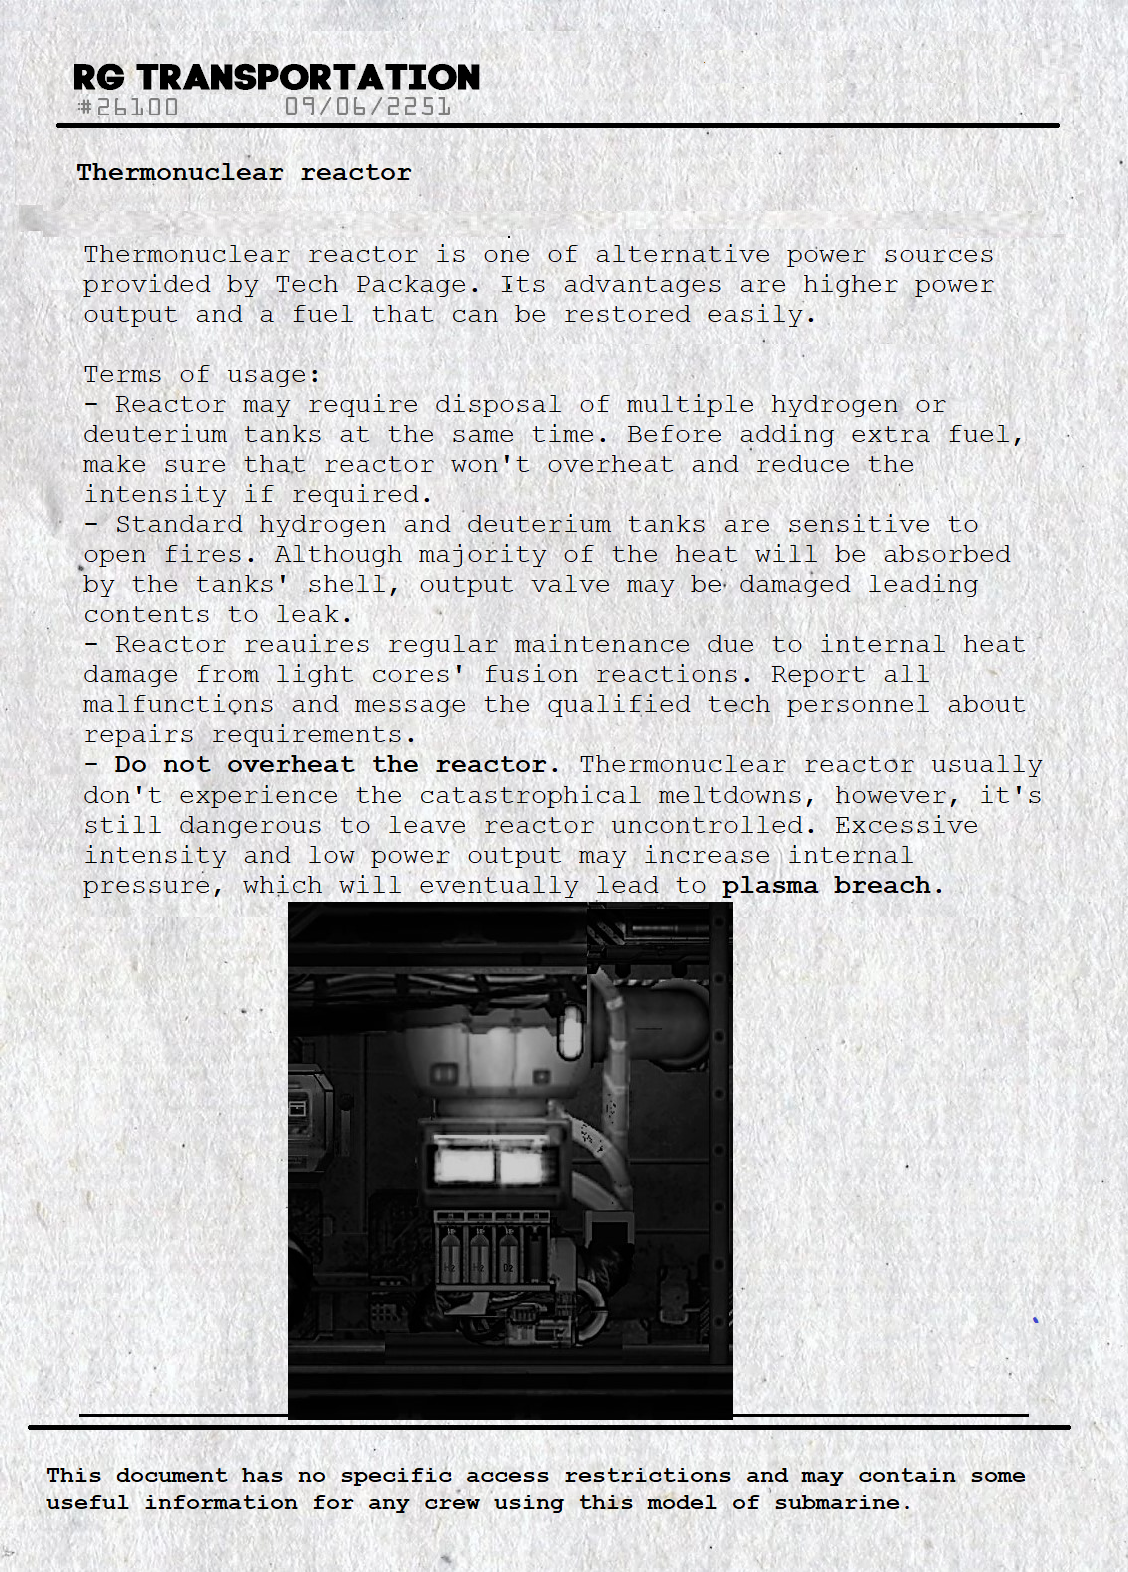 RG TRANSPORTATION
#26100 09/06/2251
Thermonuclear reactor
Thermonuclear reactor is one of alternative power sources
provided by Tech Package. Its advantages are higher power
output and a fuel that can be restored easily.
Terms of usage:
- Reactor may require disposal of multiple hydrogen or
deuterium tanks at the same time. Before adding extra fuel,
make sure that reactor won't overheat and reduce the
intensity if required.
- Standard hydrogen and deuterium tanks are sensitive to
open fires. Although majority of the heat will be absorbed
by the tanks' shell, output valve may be damaged leading
contents to leak.
- Reactor reauires regular maintenance due to internal heat
damage from light cores' fusion reactions. Report all
malfunctions and message the qualified tech personnel about
repairs requirements.
- Do not overheat the reactor. Thermonuclear reactor usually
don't experience the catastrophical meltdowns, however, it's
still dangerous to leave reactor uncontrolled. Excessive
intensity and low power output may increase internal
pressure, which will eventually lead to plasma breach.
H2 H2 D2
This document has no specific access restrictions and may contain some
useful information for any crew using this model of submarine.